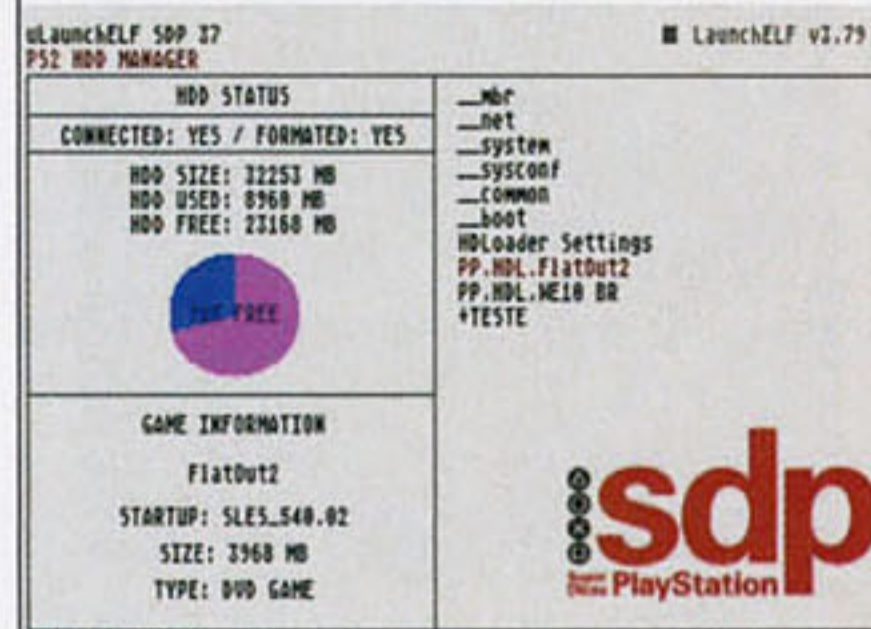 uLaunchELF SDP 37
LaunchELF v3.79
PS2 HDD MANAGER
HDD STATUS
CONNECTED: YES / FORMATED: YES
HDD SIZE: 32253 MB
HDD USED: 8960 MB
HDD FREE: 23168 MB
FREE
GAME INFORMATION
FlatOut2
STARTUP: SLES_540.02
SIZE: 3968 MB
TYPE: DVD GAME
__mbr
__net
__system
__sysconf
__common
__boot
HDLoader Settings
PP.HDL.FlatOut2
PP.HDL.WE10 BR
+TESTE
sdp
PlayStation